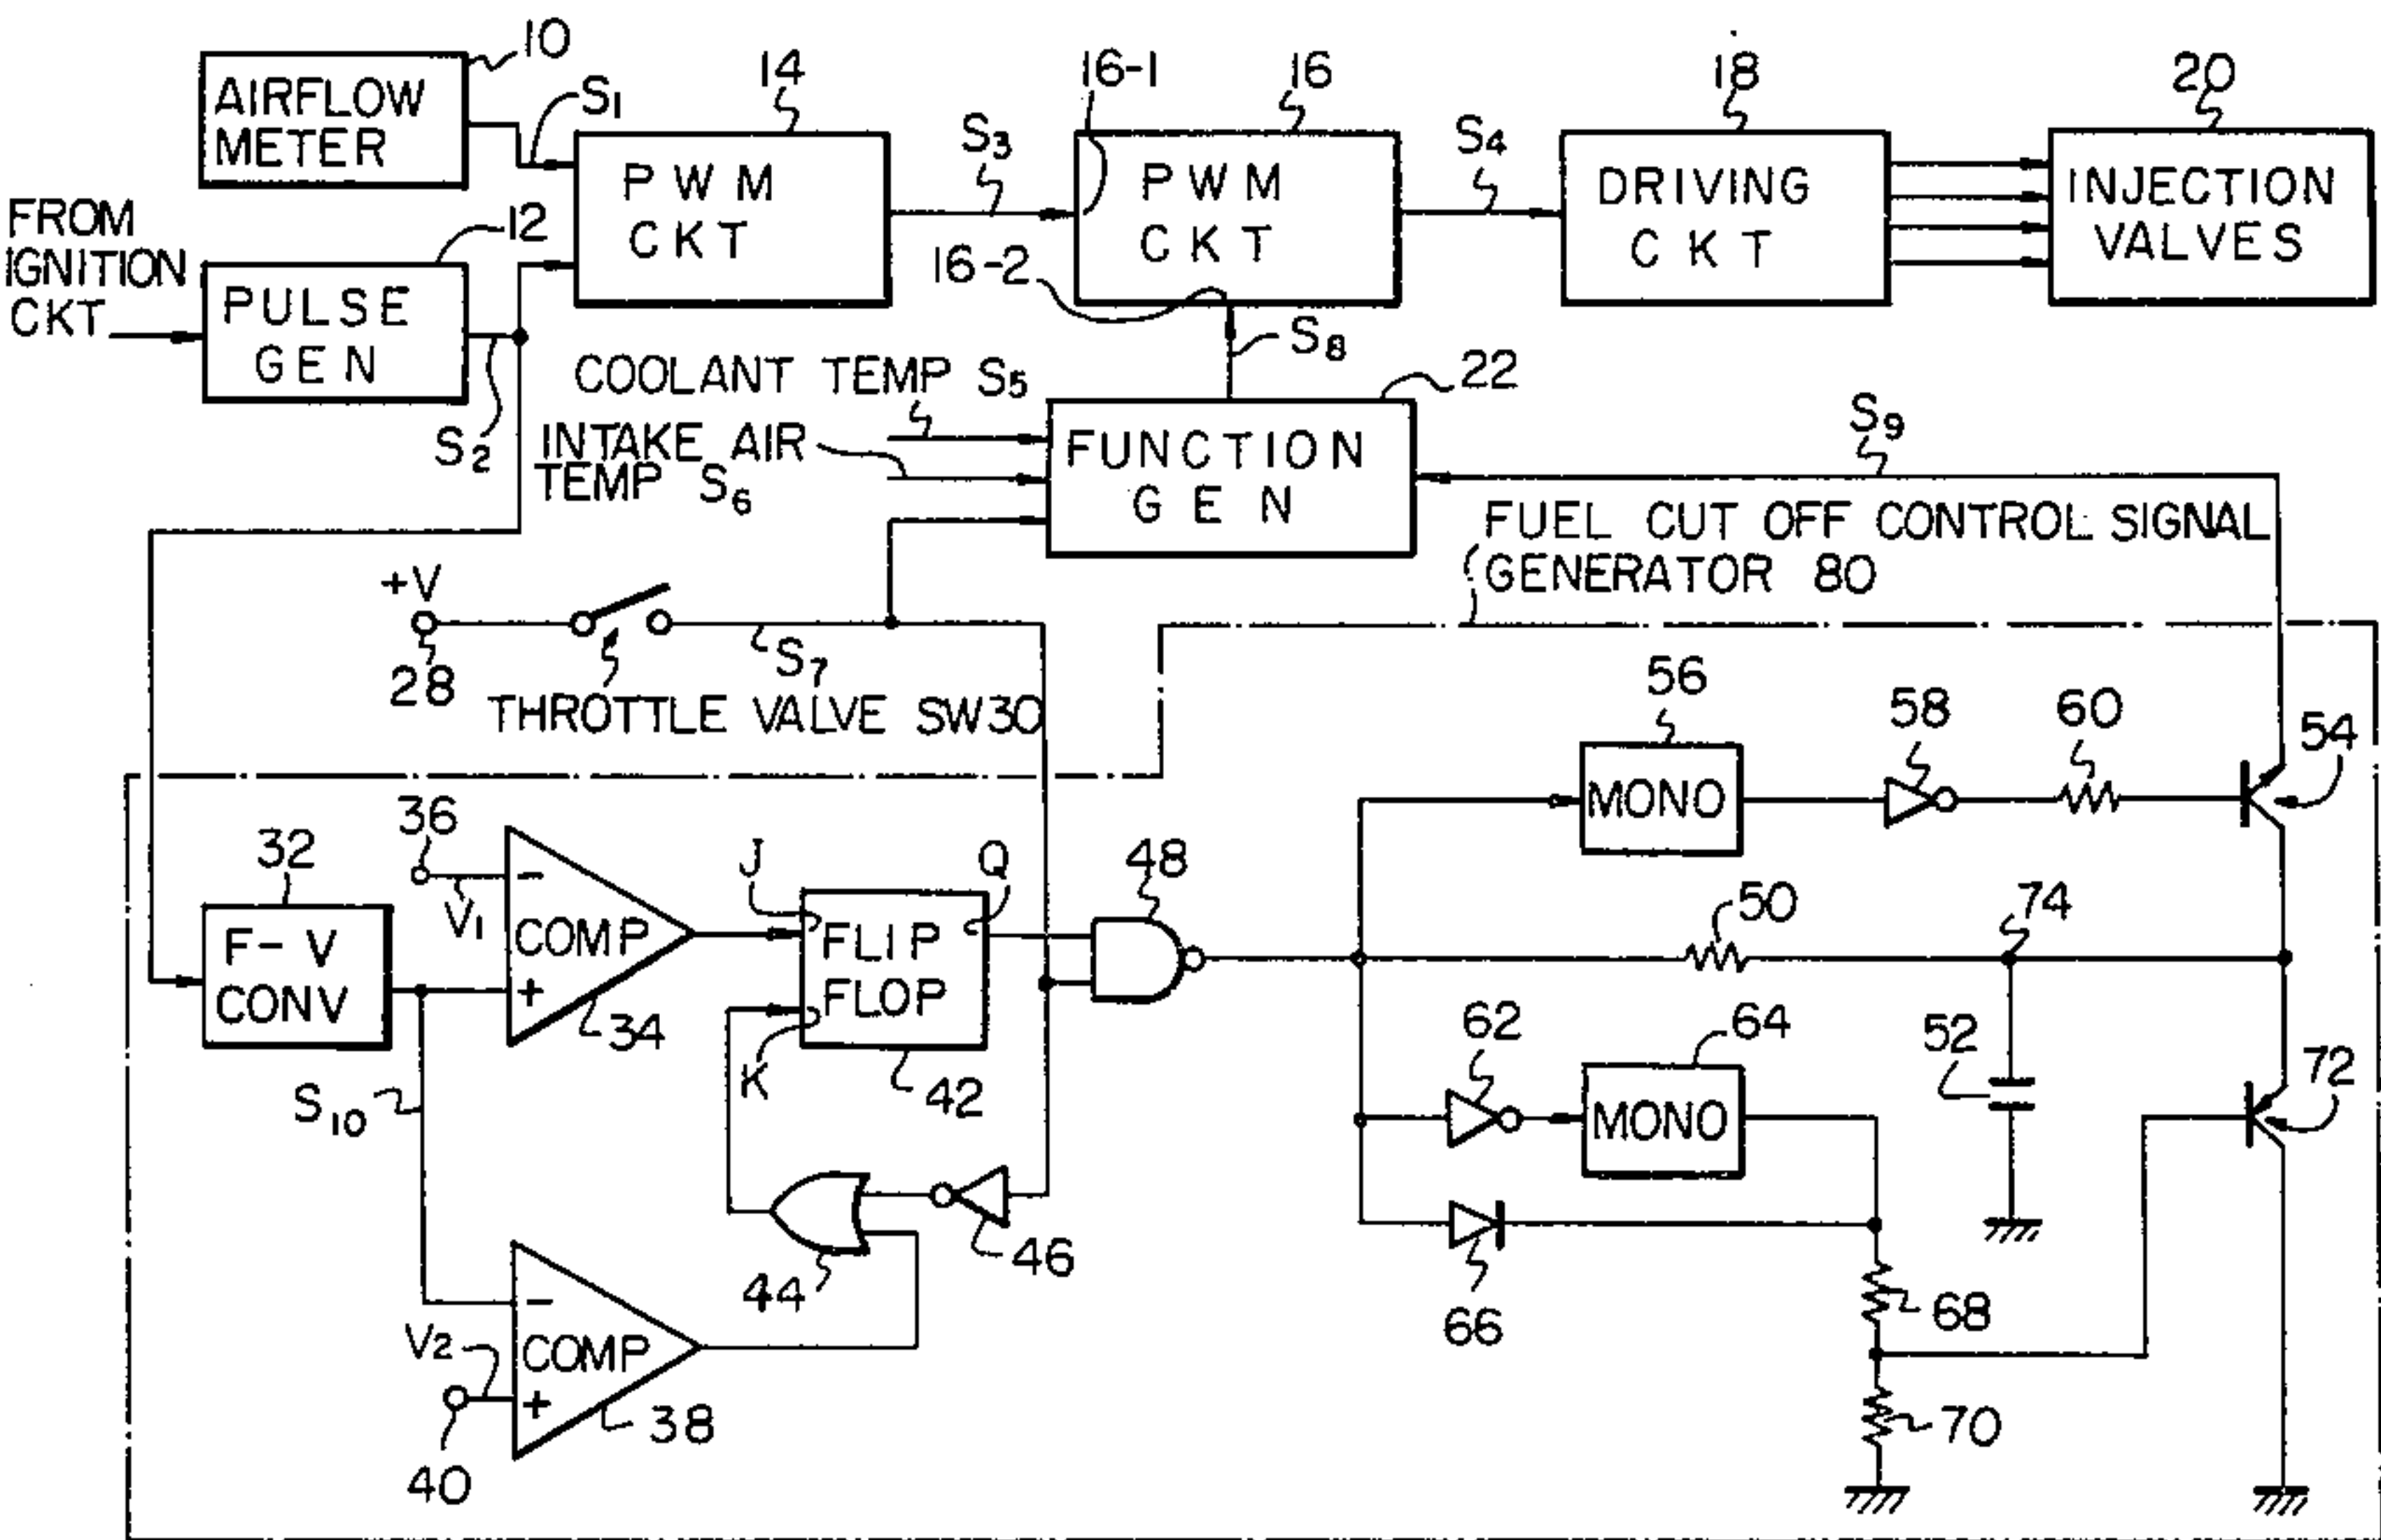 10
AIRFLOW
METER
S1
14
PWM
CKT
S3
16-1
16
PWM
CKT
16-2
S4
18
DRIVING
CKT
20
INJECTION
VALVES
FROM
IGNITION
CKT
12
PULSE
GEN
S2
S8
COOLANT TEMP S5
INTAKE AIR
TEMP S6
22
FUNCTION
GEN
S9
FUEL CUT OFF CONTROL SIGNAL
GENERATOR 80
+V
28
S7
THROTTLE VALVE SW30
56
MONO
58
60
54
36
V1
32
F-V
CONV
-
COMP
+
34
J
Q
FLIP
FLOP
K
42
48
50
74
S10
62
64
MONO
52
72
44
46
66
68
70
V2
-
COMP
+
38
40